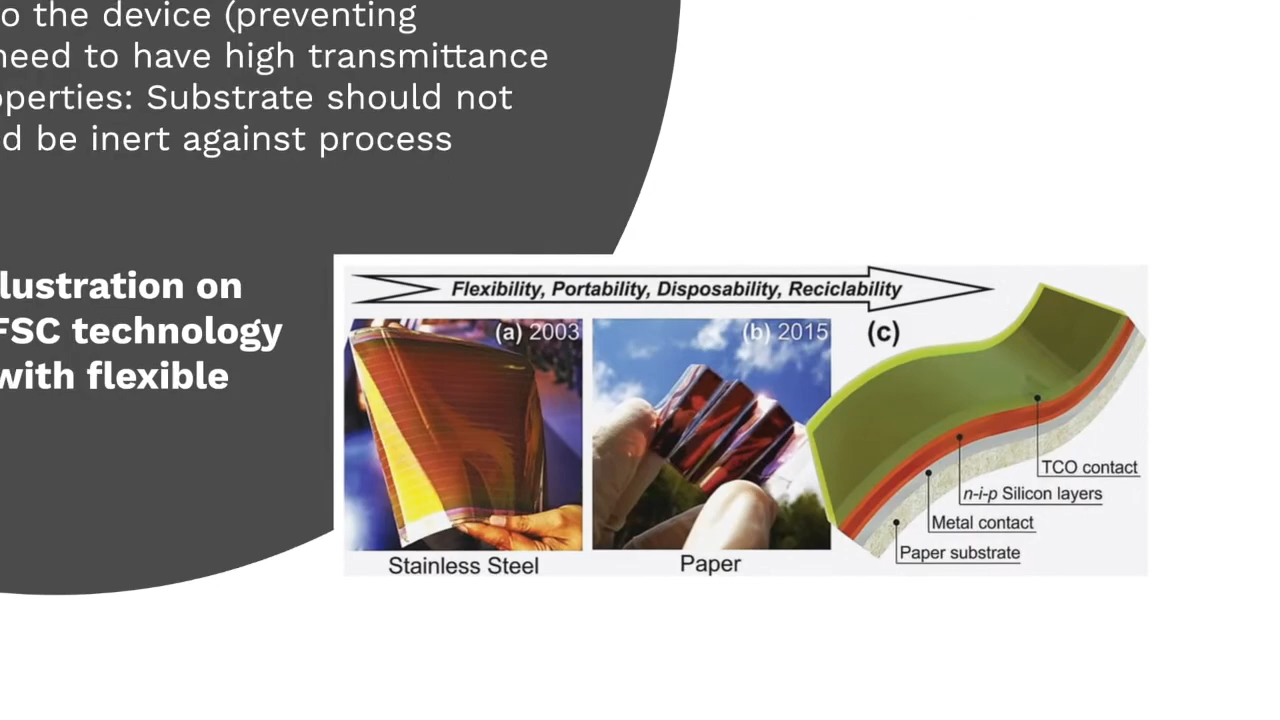 o the device (preventing
need to have high transmittance
perties: Substrate should not
d be inert against process
lustration on
FSC technology
with flexible
Flexibility, Portability, Disposability, Reciclability
(a) 2003
(b) 2015
(c)
TCO contact
n-i-p Silicon layers
Metal contact
Paper substrate
Stainless Steel
Paper